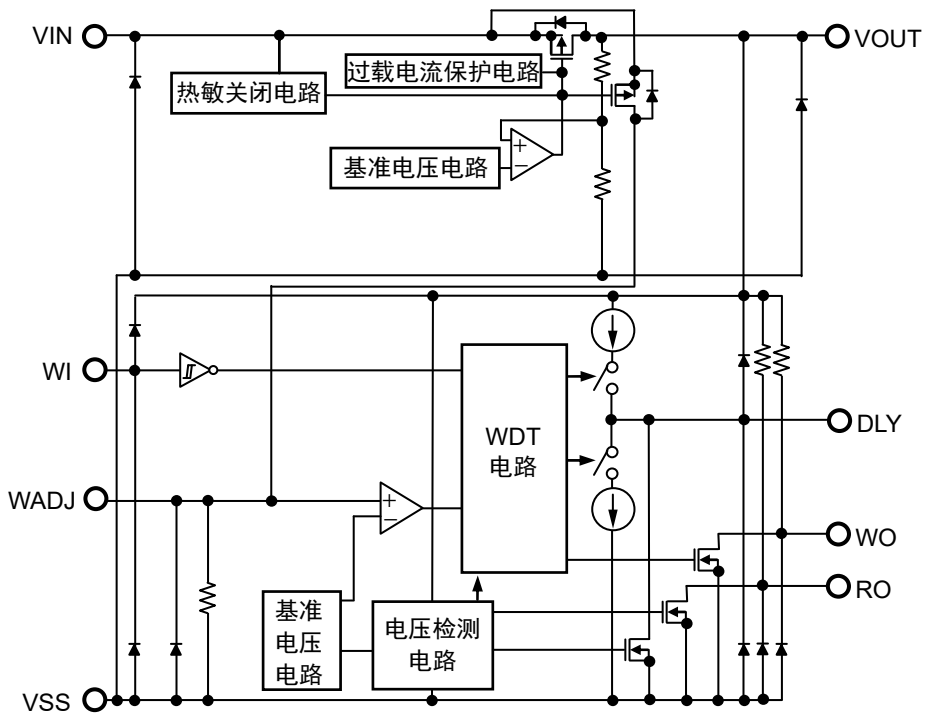 VIN
VOUT
过载电流保护电路
热敏关闭电路
+
−
基准电压电路
WI
WDT
电路
DLY
WADJ
+
−
WO
RO
基准
电压
电路
电压检测
电路
VSS